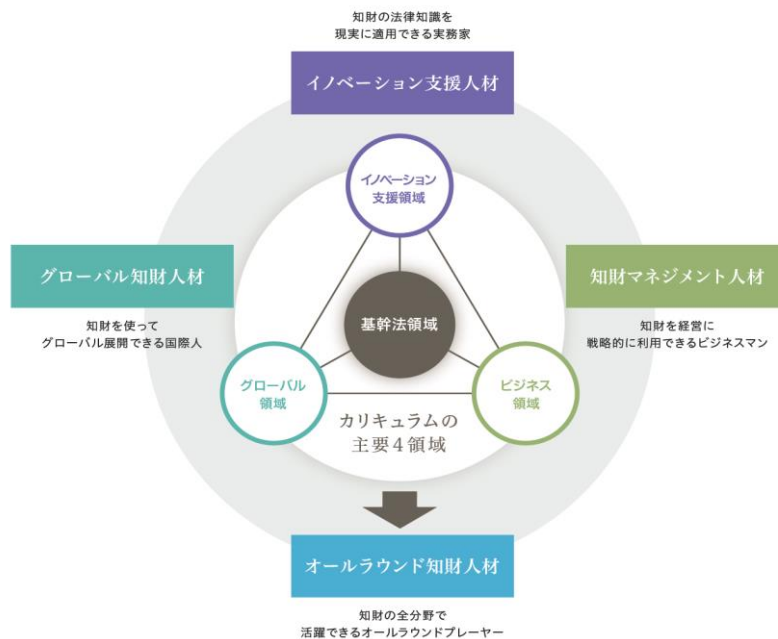 知財の法律知識を
現実に適用できる実務家
イノベーション支援人材
イノベーション
支援領域
グローバル知財人材
知財を使って
グローバル展開できる国際人
知財マネジメント人材
知財を経営に
戦略的に利用できるビジネスマン
基幹法領域
グローバル
領域
ビジネス
領域
カリキュラムの
主要4領域
オールラウンド知財人材
知財の全分野で
活躍できるオールラウンドプレーヤー